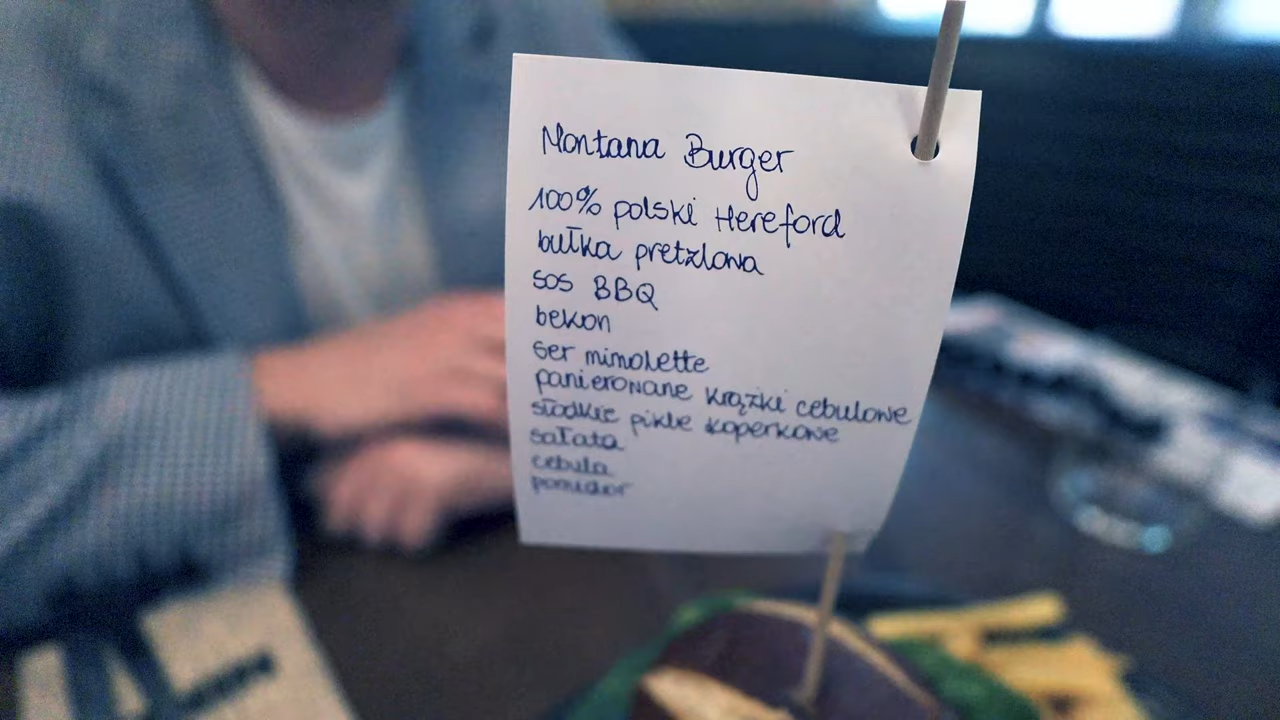 Montana Burger
100% polski Hereford
bułka pretzlowa
sos BBQ
bekon
ser mimolette
panierowane krążki cebulowe
słodkie pikle koperkowe
sałata
cebula
pomidor